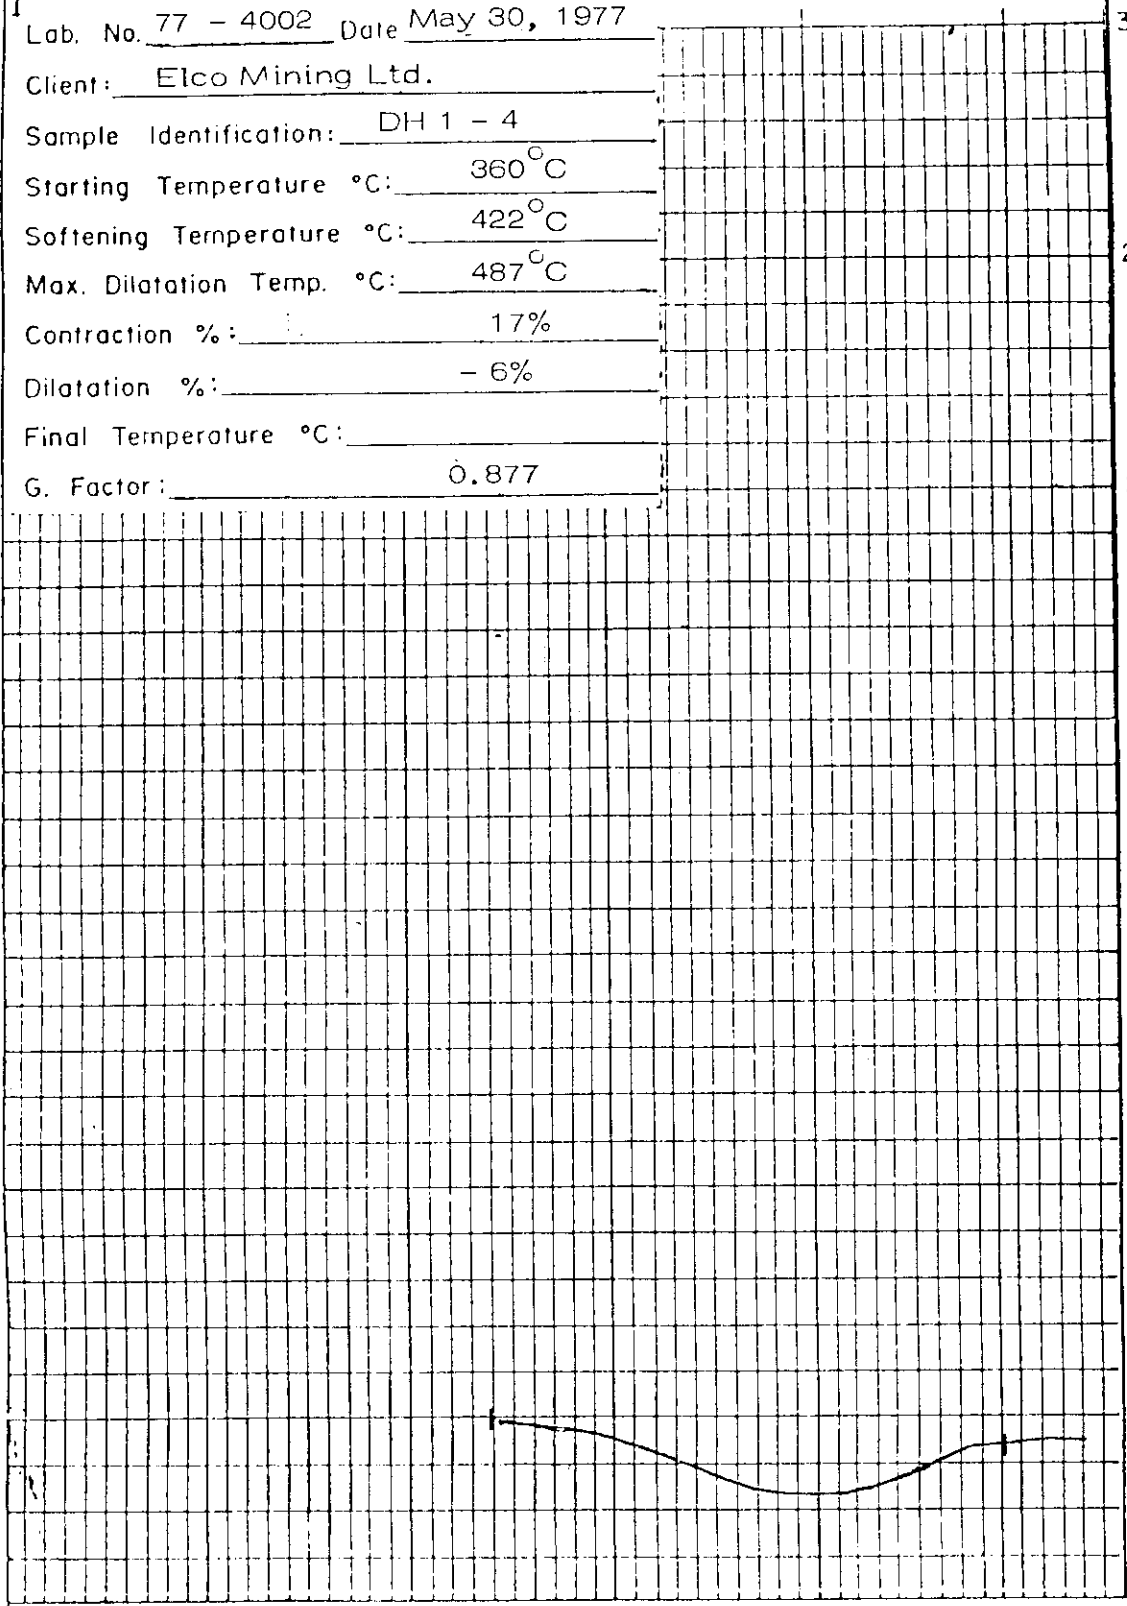 Lab. No. 77 - 4002 Date May 30, 1977
Client: Elco Mining Ltd.
Sample Identification: DH 1 - 4
Starting Temperature °C: 360°C
Softening Temperature °C: 422°C
Max. Dilatation Temp. °C: 487°C
Contraction %: 17%
Dilatation %: - 6%
Final Temperature °C:
G. Factor: 0.877